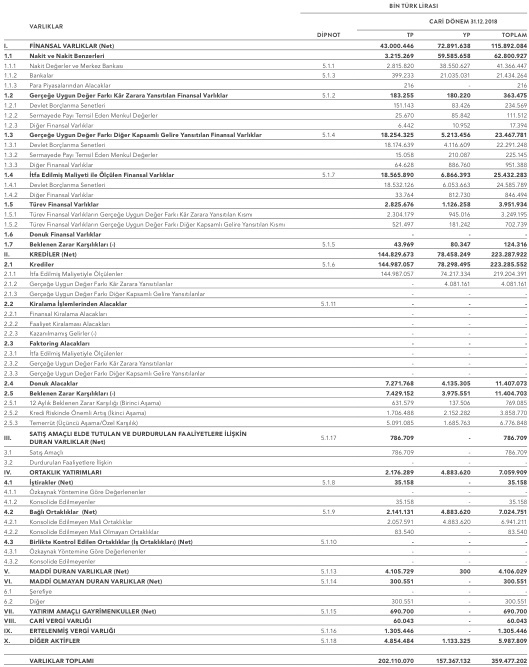 BİN TÜRK LİRASI
VARLIKLAR CARİ DÖNEM 31.12.2018
DİPNOT TP YP TOPLAM
I. FİNANSAL VARLIKLAR (Net) 43.000.446 72.891.638 115.892.084
1.1 Nakit ve Nakit Benzerleri 3.215.269 59.585.658 62.800.927
1.1.1 Nakit Değerler ve Merkez Bankası 5.1.1 2.815.820 38.550.627 41.366.447
1.1.2 Bankalar 5.1.3 399.233 21.035.031 21.434.264
1.1.3 Para Piyasalarından Alacaklar 216 - 216
1.2 Gerçeğe Uygun Değer Farkı Kâr Zarara Yansıtılan Finansal Varlıklar 5.1.2 183.255 180.220 363.475
1.2.1 Devlet Borçlanma Senetleri 151.143 83.426 234.569
1.2.2 Sermayede Payı Temsil Eden Menkul Değerler 25.670 85.842 111.512
1.2.3 Diğer Finansal Varlıklar 6.442 10.952 17.394
1.3 Gerçeğe Uygun Değer Farkı Diğer Kapsamlı Gelire Yansıtılan Finansal Varlıklar 5.1.4 18.254.325 5.213.456 23.467.781
1.3.1 Devlet Borçlanma Senetleri 18.174.639 4.116.609 22.291.248
1.3.2 Sermayede Payı Temsil Eden Menkul Değerler 15.058 210.087 225.145
1.3.3 Diğer Finansal Varlıklar 64.628 886.760 951.388
1.4 İtfa Edilmiş Maliyeti ile Ölçülen Finansal Varlıklar 5.1.7 18.565.890 6.866.393 25.432.283
1.4.1 Devlet Borçlanma Senetleri 18.532.126 6.053.663 24.585.789
1.4.2 Diğer Finansal Varlıklar 33.764 812.730 846.494
1.5 Türev Finansal Varlıklar 2.825.676 1.126.258 3.951.934
1.5.1 Türev Finansal Varlıkların Gerçeğe Uygun Değer Farkı Kâr Zarara Yansıtılan Kısmı 2.304.179 945.016 3.249.195
1.5.2 Türev Finansal Varlıkların Gerçeğe Uygun Değer Farkı Diğer Kapsamlı Gelire Yansıtılan Kısmı 521.497 181.242 702.739
1.6 Donuk Finansal Varlıklar - - -
1.7 Beklenen Zarar Karşılıkları (-) 5.1.5 43.969 80.347 124.316
II. KREDİLER (Net) 144.829.673 78.458.249 223.287.922
2.1 Krediler 5.1.6 144.987.057 78.298.495 223.285.552
2.1.1 İtfa Edilmiş Maliyetiyle Ölçülenler 144.987.057 74.217.334 219.204.391
2.1.2 Gerçeğe Uygun Değer Farkı Kâr Zarara Yansıtılanlar - 4.081.161 4.081.161
2.1.3 Gerçeğe Uygun Değer Farkı Diğer Kapsamlı Gelire Yansıtılanlar - - -
2.2 Kiralama İşlemlerinden Alacaklar 5.1.11 - - -
2.2.1 Finansal Kiralama Alacakları - - -
2.2.2 Faaliyet Kiralaması Alacakları - - -
2.2.3 Kazanılmamış Gelirler (-) - - -
2.3 Faktoring Alacakları - - -
2.3.1 İtfa Edilmiş Maliyetiyle Ölçülenler - - -
2.3.2 Gerçeğe Uygun Değer Farkı Kâr Zarara Yansıtılanlar - - -
2.3.3 Gerçeğe Uygun Değer Farkı Diğer Kapsamlı Gelire Yansıtılanlar - - -
2.4 Donuk Alacaklar 7.271.768 4.135.305 11.407.073
2.5 Beklenen Zarar Karşılıkları (-) 7.429.152 3.975.551 11.404.703
2.5.1 12 Aylık Beklenen Zarar Karşılığı (Birinci Aşama) 631.579 137.506 769.085
2.5.2 Kredi Riskinde Önemli Artış (İkinci Aşama) 1.706.488 2.152.282 3.858.770
2.5.3 Temerrüt (Üçüncü Aşama/Özel Karşılık) 5.091.085 1.685.763 6.776.848
III. SATIŞ AMAÇLI ELDE TUTULAN VE DURDURULAN FAALİYETLERE İLİŞKİN
DURAN VARLIKLAR (Net) 5.1.17 786.709 - 786.709
3.1 Satış Amaçlı 786.709 - 786.709
3.2 Durdurulan Faaliyetlere İlişkin - - -
IV. ORTAKLIK YATIRIMLARI 2.176.289 4.883.620 7.059.909
4.1 İştirakler (Net) 5.1.8 35.158 - 35.158
4.1.1 Özkaynak Yöntemine Göre Değerlenenler - - -
4.1.2 Konsolide Edilmeyenler 35.158 - 35.158
4.2 Bağlı Ortaklıklar (Net) 5.1.9 2.141.131 4.883.620 7.024.751
4.2.1 Konsolide Edilmeyen Mali Ortaklıklar 2.057.591 4.883.620 6.941.211
4.2.2 Konsolide Edilmeyen Mali Olmayan Ortaklıklar 83.540 - 83.540
4.3 Birlikte Kontrol Edilen Ortaklıklar (İş Ortaklıkları) (Net) 5.1.10 - - -
4.3.1 Özkaynak Yöntemine Göre Değerlenenler - - -
4.3.2 Konsolide Edilmeyenler - - -
V. MADDİ DURAN VARLIKLAR (Net) 5.1.13 4.105.729 300 4.106.029
VI. MADDİ OLMAYAN DURAN VARLIKLAR (Net) 5.1.14 300.551 - 300.551
6.1 Şerefiye - - -
6.2 Diğer 300.551 - 300.551
VII. YATIRIM AMAÇLI GAYRİMENKULLER (Net) 5.1.15 690.700 - 690.700
VIII. CARİ VERGİ VARLIĞI 60.043 - 60.043
IX. ERTELENMİŞ VERGİ VARLIĞI 5.1.16 1.305.446 - 1.305.446
X. DİĞER AKTİFLER 5.1.18 4.854.484 1.133.325 5.987.809
VARLIKLAR TOPLAMI 202.110.070 157.367.132 359.477.202